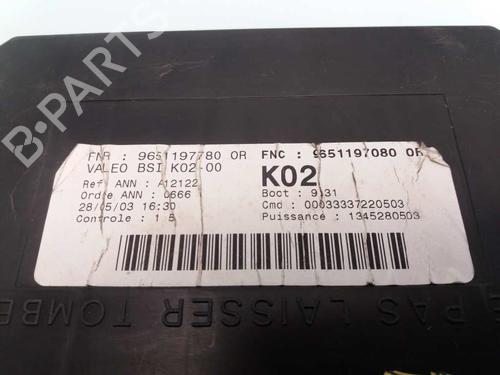 B-PARTS
FNR : 9651197780 OR FNC : 9651197080 OR
VALEO BSI K02-00
K02
Ref ANN : A12122
Ordre ANN : 0666
Boot : 9.31
28/05/03 16:30
Cmd : 00033337220503
Controle : 1 5
Puissance : 1345280503
PAS LAISSER TOMBE